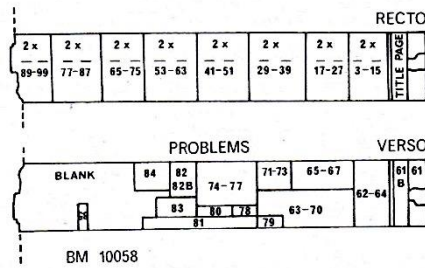 RECTO
2 x 2 x 2 x 2 x 2 x 2 x 2 x 2 x
89-99 77-87 65-75 53-63 41-51 29-39 17-27 3-15
TITLE PAGE
PROBLEMS
VERSO
BLANK 84 82 71-73 65-67 61 61
82B 74-77 62-64 B
83 80 78 63-70
81 79
BM 10058